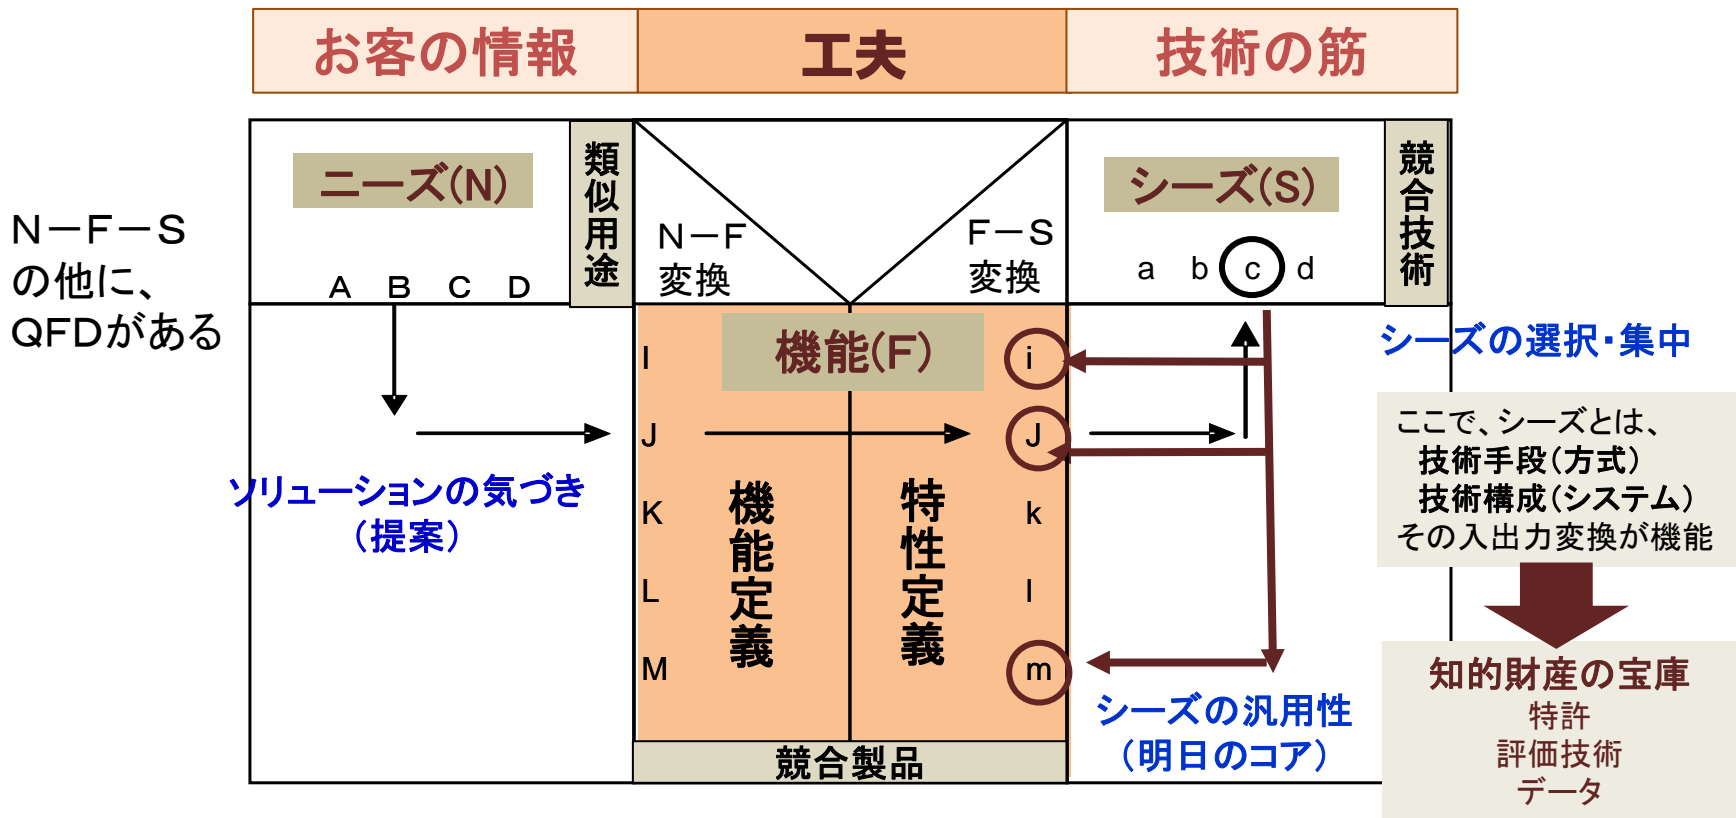 お客の情報
工夫
技術の筋
ニーズ(N)
類似用途
N－F
変換
F－S
変換
シーズ(S)
競合技術
N－F－S
の他に、
QFDがある
A B C D
a b c d
機能(F)
I
J
K
L
M
i
J
k
l
m
機能定義
特性定義
ソリューションの気づき
（提案）
シーズの選択・集中
ここで、シーズとは、
技術手段（方式）
技術構成（システム）
その入出力変換が機能
シーズの汎用性
（明日のコア）
競合製品
知的財産の宝庫
特許
評価技術
データ